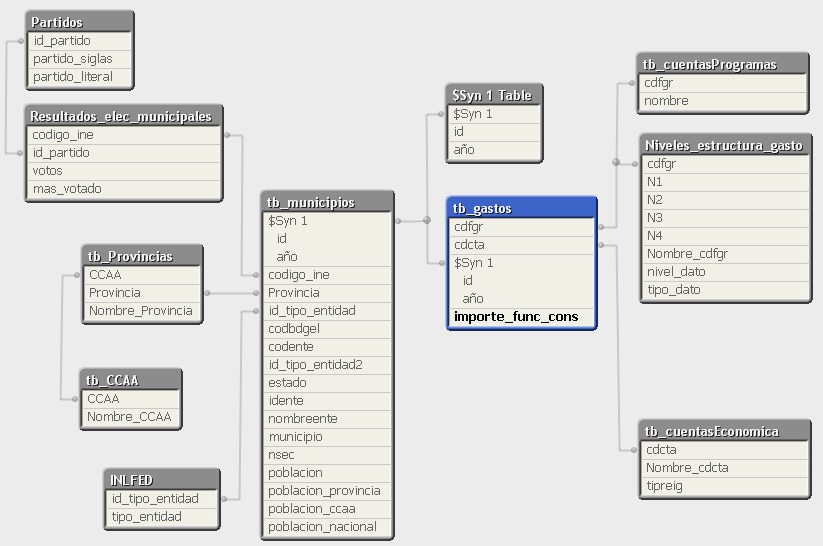 Partidos
id_partido
partido_siglas
partido_literal
Resultados_elec_municipales
codigo_ine
id_partido
votos
mas_votado
tb_Provincias
CCAA
Provincia
Nombre_Provincia
tb_CCAA
CCAA
Nombre_CCAA
INLFED
id_tipo_entidad
tipo_entidad
tb_municipios
$Syn 1
id
año
codigo_ine
Provincia
id_tipo_entidad
codbdgel
codente
id_tipo_entidad2
estado
idente
nombreente
municipio
nsec
poblacion
poblacion_provincia
poblacion_ccaa
poblacion_nacional
$Syn 1 Table
$Syn 1
id
año
tb_gastos
cdfgr
cdcta
$Syn 1
id
año
importe_func_cons
tb_cuentasProgramas
cdfgr
nombre
Niveles_estructura_gasto
cdfgr
N1
N2
N3
N4
Nombre_cdfgr
nivel_dato
tipo_dato
tb_cuentasEconomica
cdcta
Nombre_cdcta
tipreig